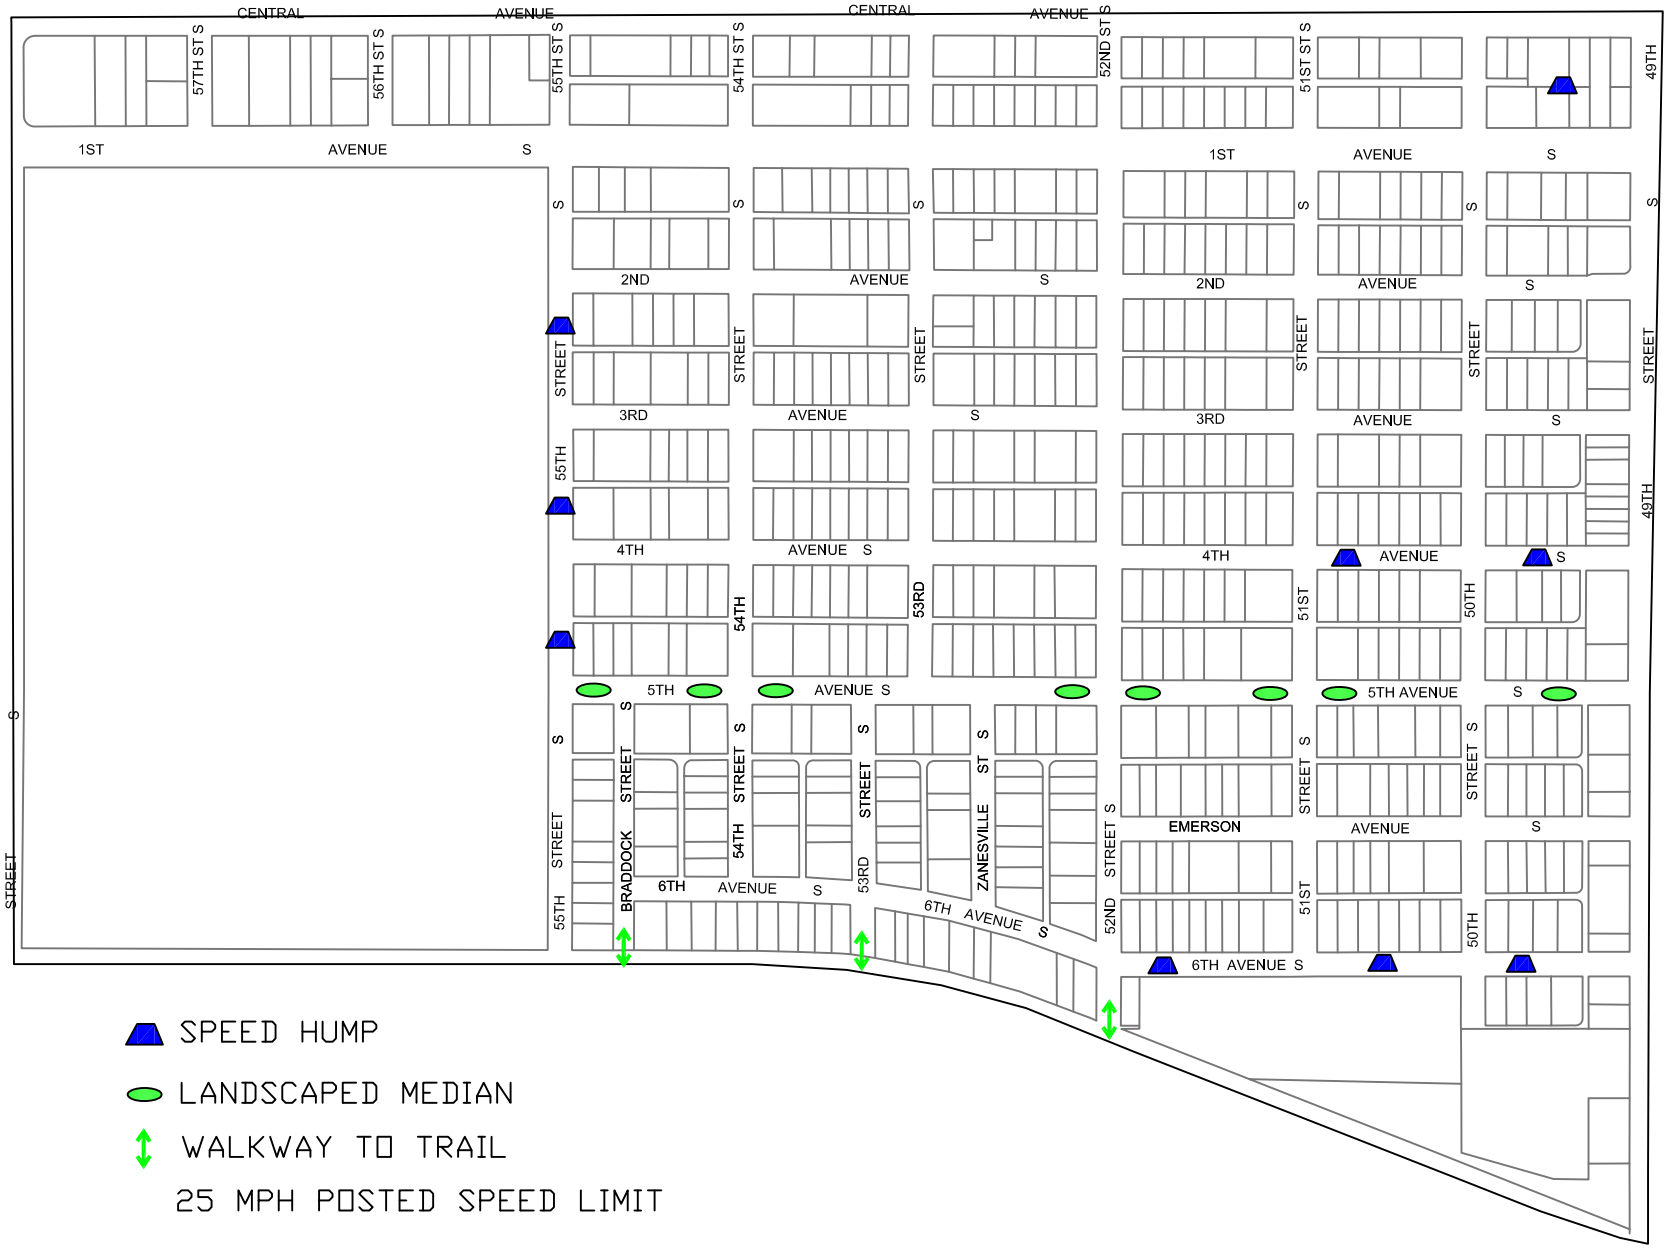 CENTRAL AVENUE CENTRAL AVENUE
57TH ST S
56TH ST S
55TH ST S
54TH ST S
52ND ST S
51ST ST S
49TH
1ST AVENUE S 1ST AVENUE S
S
S
S
S
S
S
2ND AVENUE S 2ND AVENUE S
STREET
STREET
STREET
STREET
STREET
STREET
3RD AVENUE S 3RD AVENUE S
55TH
49TH
4TH AVENUE S 4TH AVENUE S
54TH
53RD
51ST
50TH
5TH AVENUE S 5TH AVENUE S
S
STREET
55TH STREET S
BRADDOCK STREET S
54TH STREET S
53RD STREET S
ZANESVILLE ST S
52ND STREET S
51ST STREET S
50TH STREET S
EMERSON AVENUE S
6TH AVENUE S
6TH AVENUE S
6TH AVENUE S
SPEED HUMP
LANDSCAPED MEDIAN
WALKWAY TO TRAIL
25 MPH POSTED SPEED LIMIT